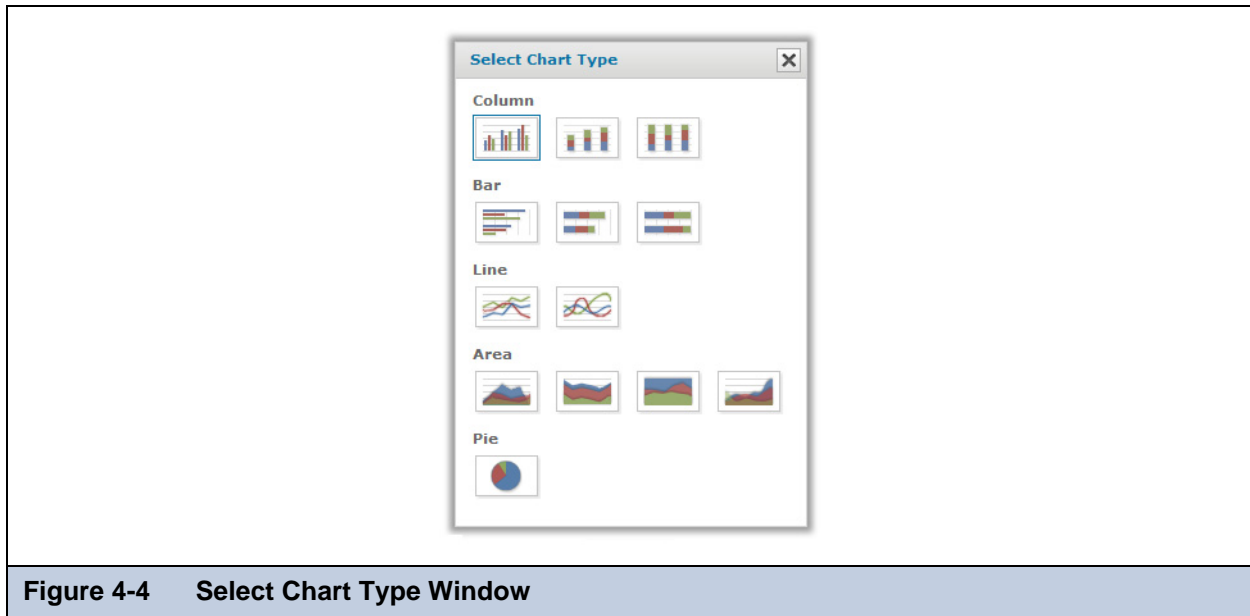 Select Chart Type
Column
Bar
Line
Area
Pie
Figure 4-4 Select Chart Type Window